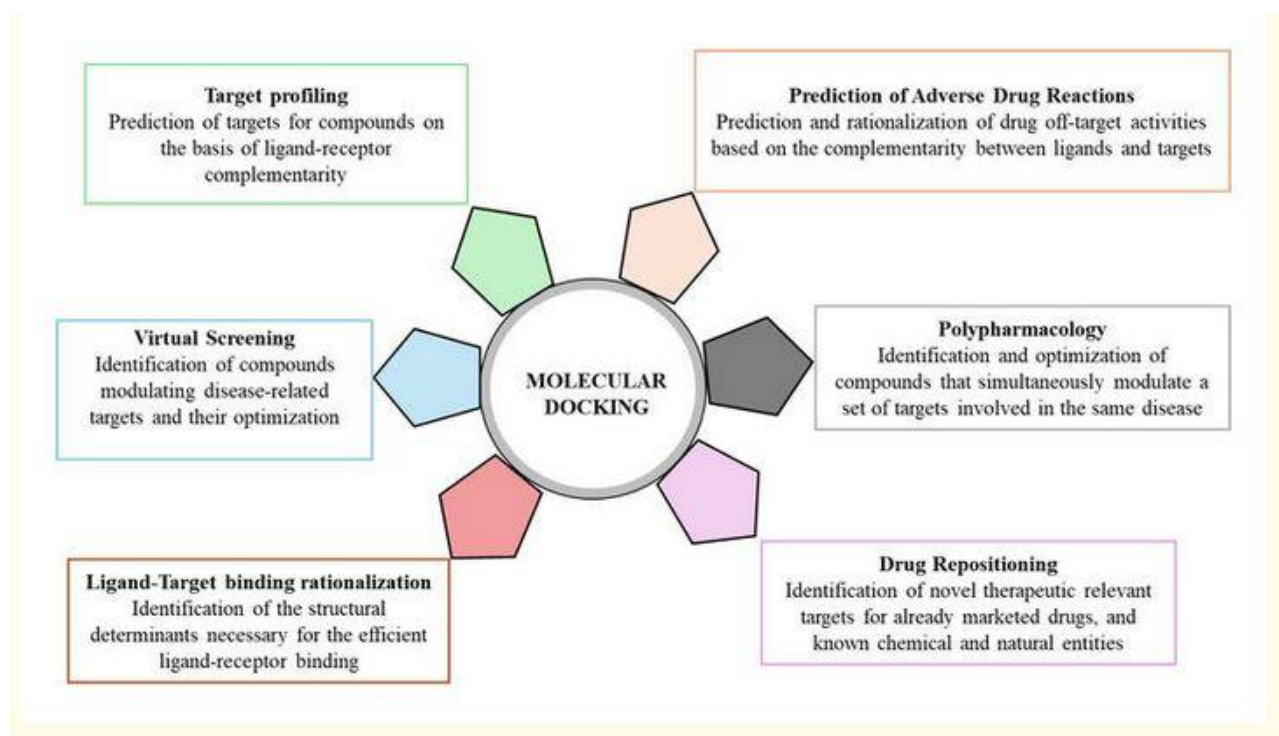 Target profiling
Prediction of targets for compounds on
the basis of ligand-receptor
complementarity
Prediction of Adverse Drug Reactions
Prediction and rationalization of drug off-target activities
based on the complementarity between ligands and targets
Virtual Screening
Identification of compounds
modulating disease-related
targets and their optimization
MOLECULAR
DOCKING
Polypharmacology
Identification and optimization of
compounds that simultaneously modulate a
set of targets involved in the same disease
Ligand-Target binding rationalization
Identification of the structural
determinants necessary for the efficient
ligand-receptor binding
Drug Repositioning
Identification of novel therapeutic relevant
targets for already marketed drugs, and
known chemical and natural entities